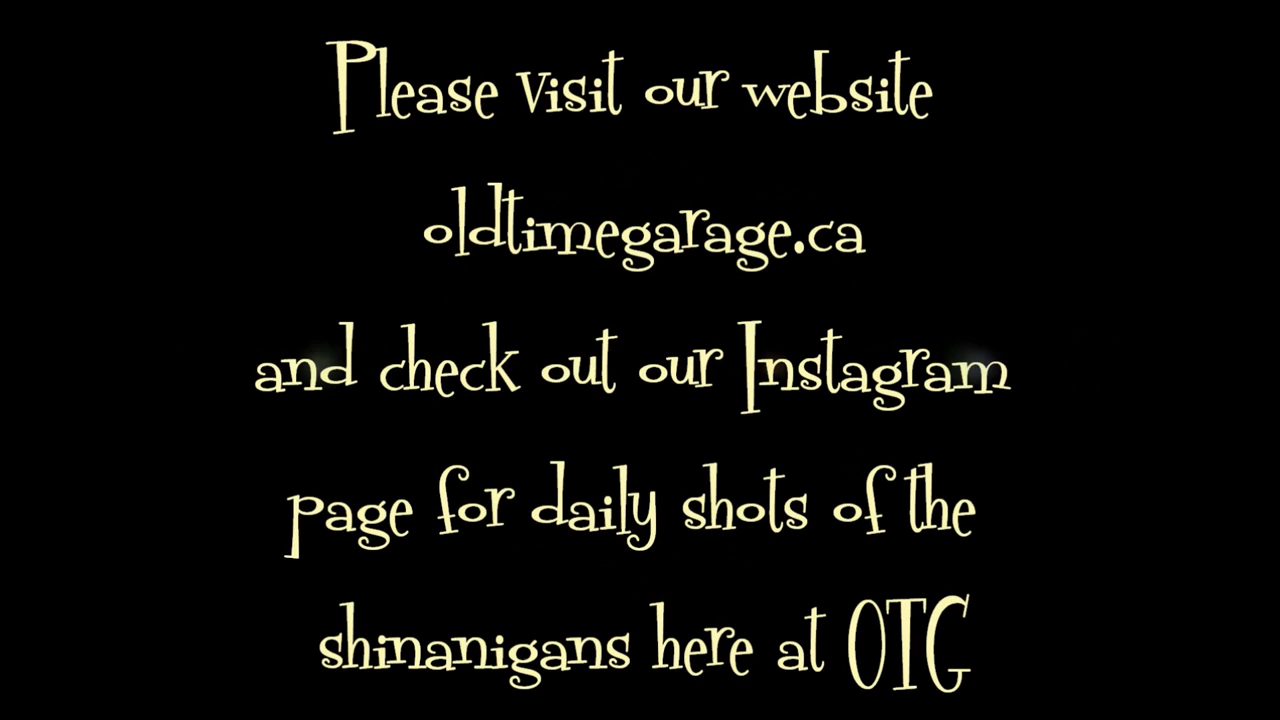 Please visit our website
oldtimegarage.ca
and check out our Instagram
page for daily shots of the
shinanigans here at OTG